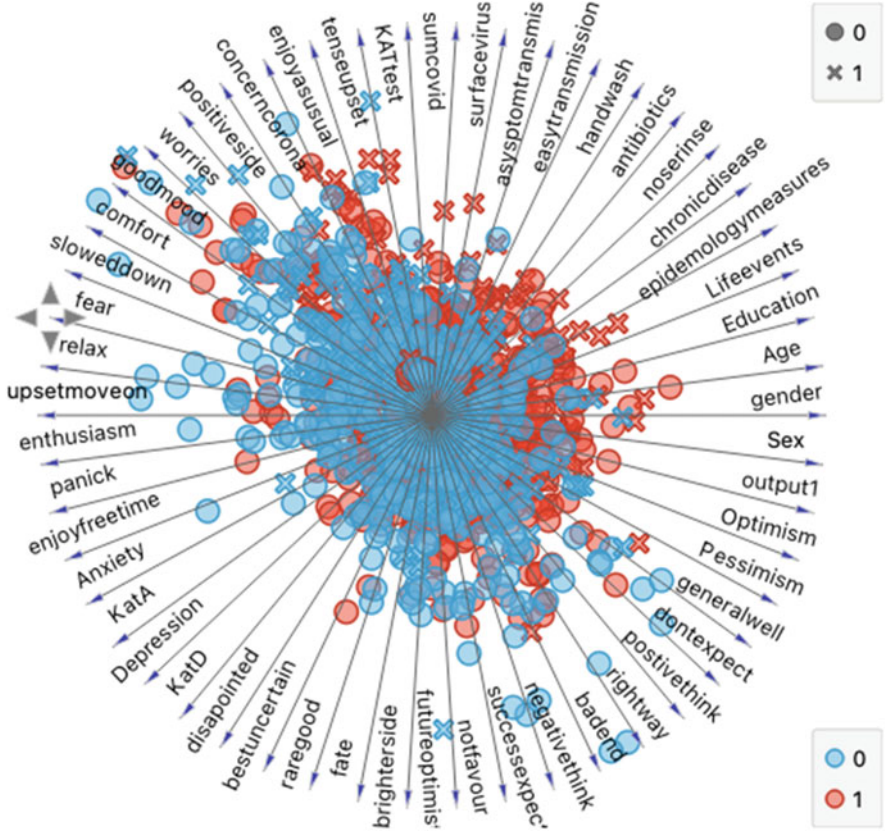 sumcovid
surfacevirus
asysptomtransmis
easytransmission
handwash
antibiotics
noserinse
chronicdisease
epidemologymeasures
Lifeevents
Education
Age
gender
Sex
output1
Optimism
Pessimism
generalwell
dontexpect
postivethink
rightway
badend
negativethink
successexpec'
notfavour
futureoptimis
brighterside
fate
raregood
bestuncertain
disapointed
KatD
Depression
KatA
Anxiety
enjoyfreetime
panick
enthusiasm
upsetmoveon
relax
fear
sloweddown
comfort
goodmood
worries
positiveside
concerncorona
enjoyasusual
tenseupset
KATtest
0
1
0
1